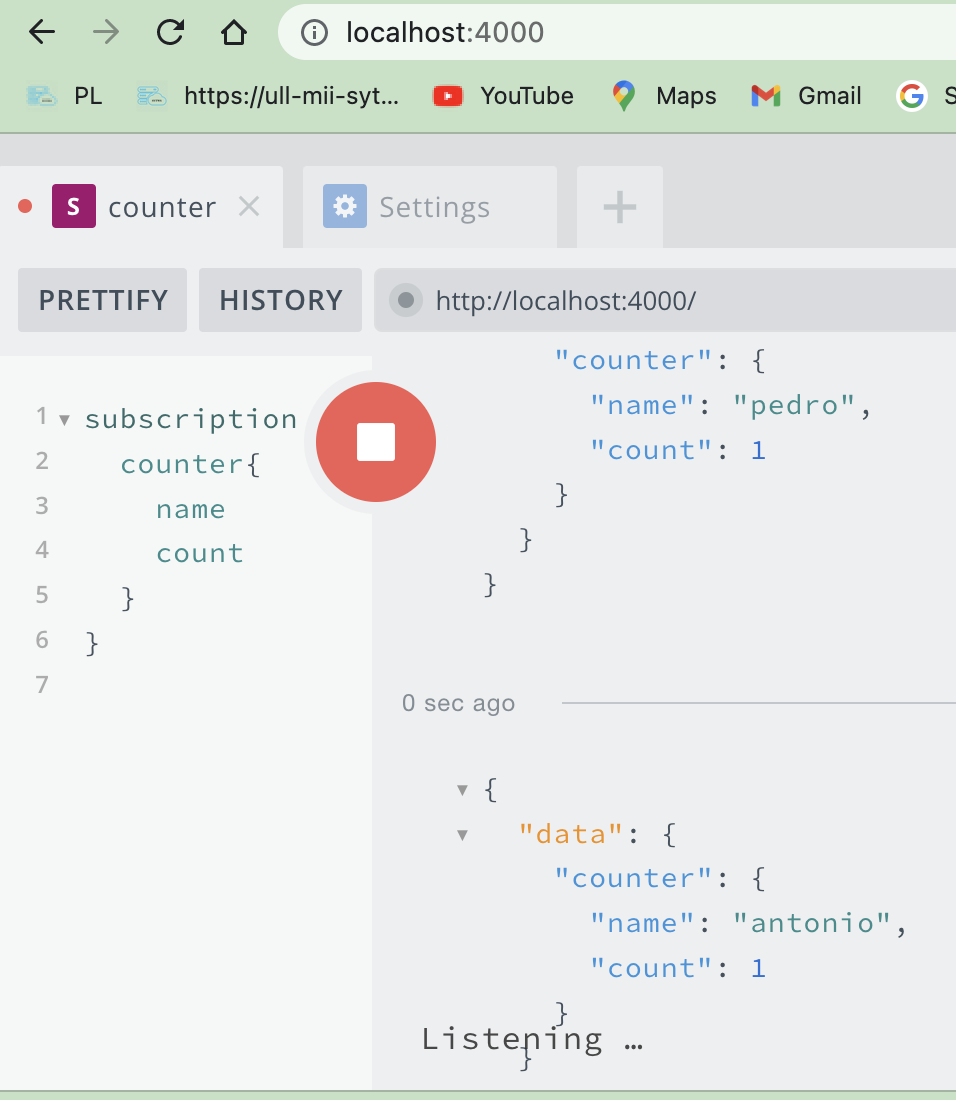 localhost:4000
PL https://ull-mii-syt... YouTube Maps Gmail S
S counter Settings
PRETTIFY HISTORY http://localhost:4000/
1 subscription
2 counter{
3 name
4 count
5 }
6 }
7
"counter": {
"name": "pedro",
"count": 1
}
}
}
0 sec ago
{
"data": {
"counter": {
"name": "antonio",
"count": 1
}
Listening …
}